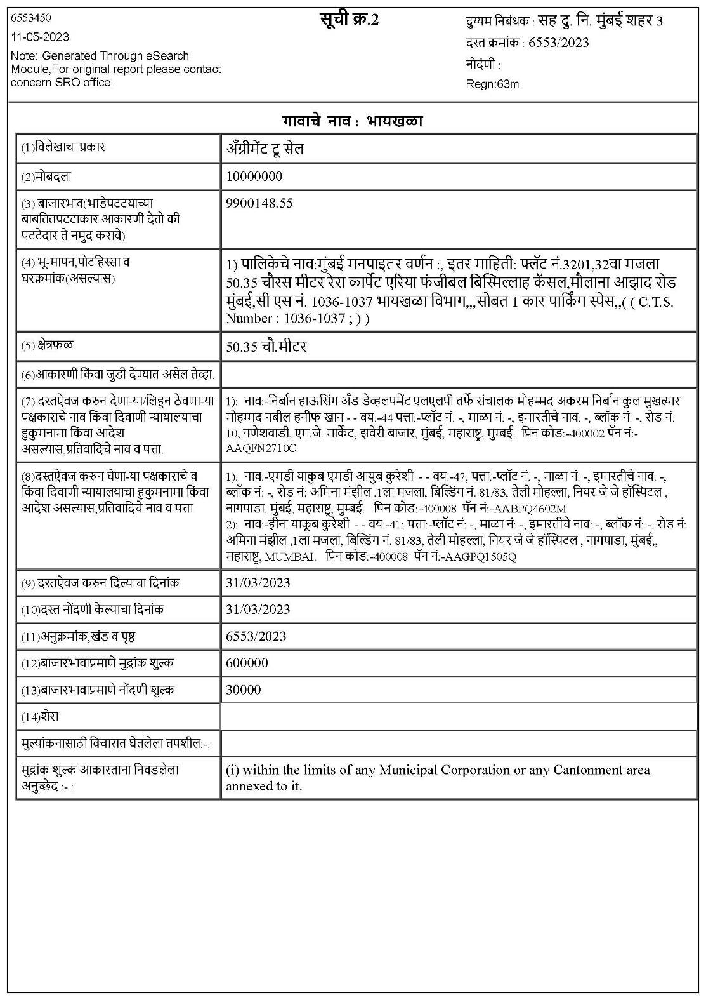 6553450
11-05-2023
Note:-Generated Through eSearch
Module,For original report please contact
concern SRO office.
सूची क्र.2
दुय्यम निबंधक : सह दु. नि. मुंबई शहर 3
दस्त क्रमांक : 6553/2023
नोदंणी :
Regn:63m
गावाचे नाव : भायखळा
(1)विलेखाचा प्रकार
अँग्रीमेंट टू सेल
(2)मोबदला
10000000
(3) बाजारभाव(भाडेपटटयाच्या
बाबतितपटटाकार आकारणी देतो की
पटटेदार ते नमुद करावे)
9900148.55
(4) भू-मापन,पोटहिस्सा व
घरक्रमांक(असल्यास)
1) पालिकेचे नाव:मुंबई मनपाइतर वर्णन :, इतर माहिती: फ्लॅट नं.3201,32वा मजला
50.35 चौरस मीटर रेरा कार्पेट एरिया फंजीबल बिस्मिल्लाह कॅसल,मौलाना आझाद रोड
मुंबई,सी एस नं. 1036-1037 भायखळा विभाग,,,सोबत 1 कार पार्किंग स्पेस,,( ( C.T.S.
Number : 1036-1037 ; ) )
(5) क्षेत्रफळ
50.35 चौ.मीटर
(6)आकारणी किंवा जुडी देण्यात असेल तेव्हा.
(7) दस्तऐवज करुन देणा-या/लिहून ठेवणा-या
पक्षकाराचे नाव किंवा दिवाणी न्यायालयाचा
हुकुमनामा किंवा आदेश
असल्यास,प्रतिवादिचे नाव व पत्ता.
1): नाव:-निर्बान हाऊसिंग अँड डेव्हलपमेंट एलएलपी तर्फे संचालक मोहम्मद अकरम निर्बान कुल मुखत्यार
मोहम्मद नबील हनीफ खान - - वय:-44 पत्ता:-प्लॉट नं: -, माळा नं: -, इमारतीचे नाव: -, ब्लॉक नं: -, रोड नं:
10, गणेशवाडी, एम.जे. मार्केट, झवेरी बाजार, मुंबई, महाराष्ट्र, मुम्बई. पिन कोड:-400002 पॅन नं:-
AAQFN2710C
(8)दस्तऐवज करुन घेणा-या पक्षकाराचे व
किंवा दिवाणी न्यायालयाचा हुकुमनामा किंवा
आदेश असल्यास,प्रतिवादिचे नाव व पत्ता
1): नाव:-एमडी याकुब एमडी आयुब कुरेशी - - वय:-47; पत्ता:-प्लॉट नं: -, माळा नं: -, इमारतीचे नाव: -,
ब्लॉक नं: -, रोड नं: अमिना मंझील ,1ला मजला, बिल्डिंग नं. 81/83, तेली मोहल्ला, नियर जे जे हॉस्पिटल ,
नागपाडा, मुंबई, महाराष्ट्र, मुम्बई. पिन कोड:-400008 पॅन नं:-AABPQ4602M
2): नाव:-हीना याकूब कुरेशी - - वय:-41; पत्ता:-प्लॉट नं: -, माळा नं: -, इमारतीचे नाव: -, ब्लॉक नं: -, रोड नं:
अमिना मंझील ,1ला मजला, बिल्डिंग नं. 81/83, तेली मोहल्ला, नियर जे जे हॉस्पिटल , नागपाडा, मुंबई,,
महाराष्ट्र, MUMBAI. पिन कोड:-400008 पॅन नं:-AAGPQ1505Q
(9) दस्तऐवज करुन दिल्याचा दिनांक
31/03/2023
(10)दस्त नोंदणी केल्याचा दिनांक
31/03/2023
(11)अनुक्रमांक,खंड व पृष्ठ
6553/2023
(12)बाजारभावाप्रमाणे मुद्रांक शुल्क
600000
(13)बाजारभावाप्रमाणे नोंदणी शुल्क
30000
(14)शेरा
मुल्यांकनासाठी विचारात घेतलेला तपशील:-:
मुद्रांक शुल्क आकारताना निवडलेला
अनुच्छेद :- :
(i) within the limits of any Municipal Corporation or any Cantonment area
annexed to it.